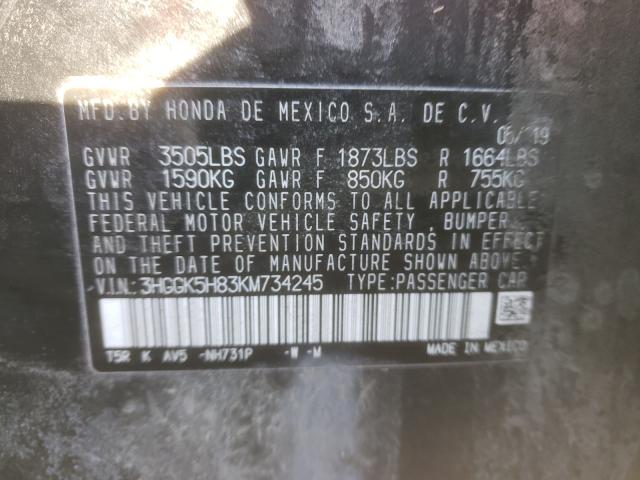 MFD.BY HONDA DE MEXICO S.A. DE C.V.
05/19
GVWR 3505LBS GAWR F 1873LBS R 1664LBS
GVWR 1590KG GAWR F 850KG R 755KG
THIS VEHICLE CONFORMS TO ALL APPLICABLE
FEDERAL MOTOR VEHICLE SAFETY, BUMPER,
AND THEFT PREVENTION STANDARDS IN EFFECT
ON THE DATE OF MANUFACTURE SHOWN ABOVE.
V.I.N.:3HGGK5H83KM734245 TYPE:PASSENGER CAR
T5R K AV5 -NH731P -W -M MADE IN MEXICO